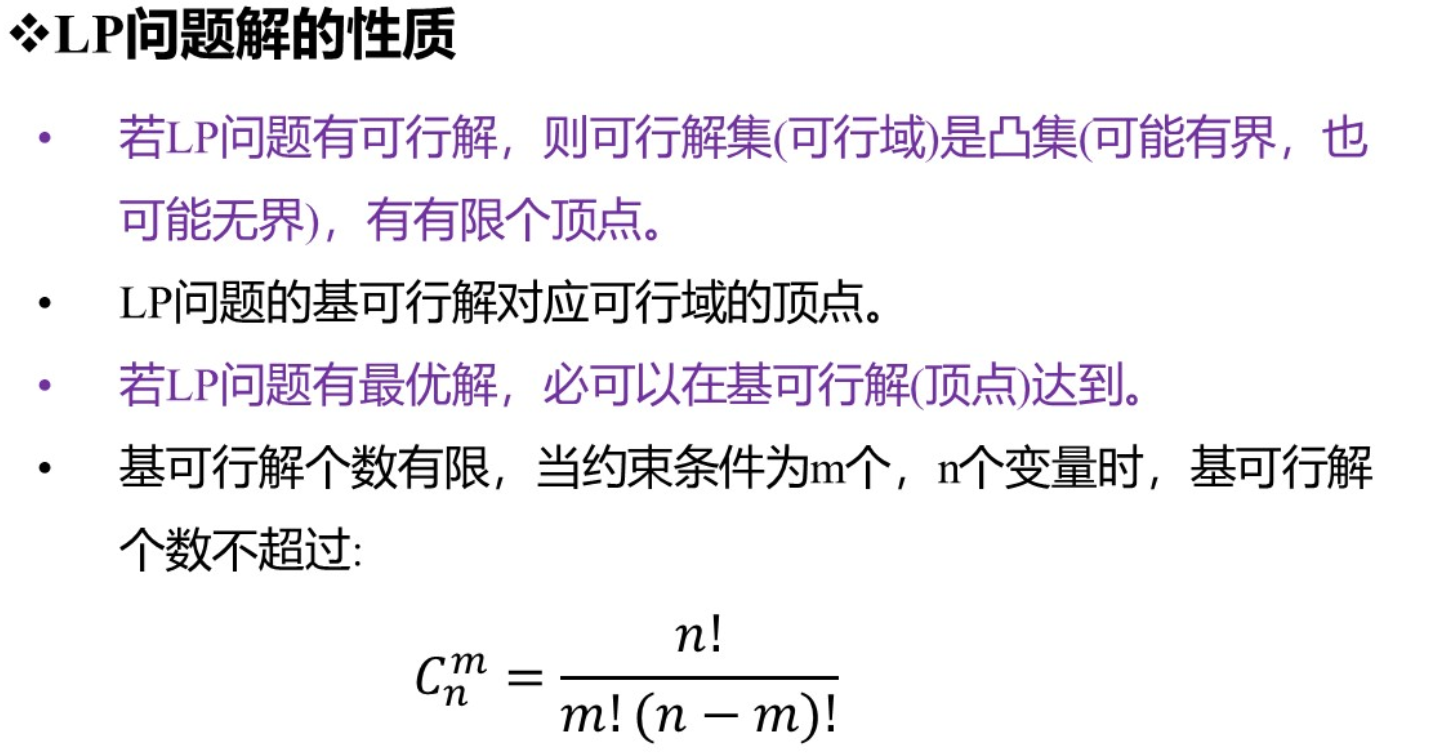 ❖LP问题解的性质
• 若LP问题有可行解，则可行解集(可行域)是凸集(可能有界，也
可能无界)，有有限个顶点。
• LP问题的基可行解对应可行域的顶点。
• 若LP问题有最优解，必可以在基可行解(顶点)达到。
• 基可行解个数有限，当约束条件为m个，n个变量时，基可行解
个数不超过:
$C_n^m = \frac{n!}{m!(n-m)!}$